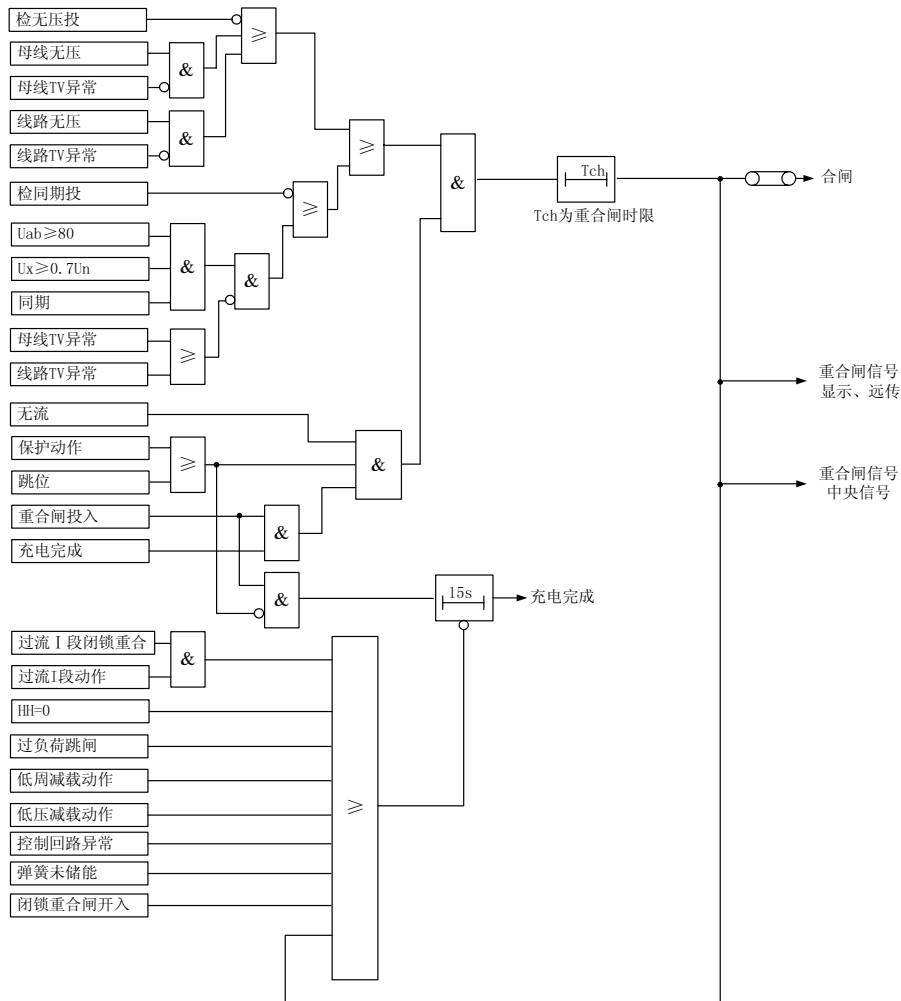 检无压投
≥
母线无压
&
母线TV异常
线路无压
&
线路TV异常
≥
&
Tch
合闸
Tch为重合闸时限
检同期投
≥
Uab≥80
Ux≥0.7Un
&
&
同期
母线TV异常
≥
线路TV异常
重合闸信号
显示、远传
无流
保护动作
≥
&
跳位
重合闸信号
中央信号
重合闸投入
&
充电完成
&
15s
充电完成
过流Ⅰ段闭锁重合
&
过流I段动作
HH=0
过负荷跳闸
低周减载动作
≥
低压减载动作
控制回路异常
弹簧未储能
闭锁重合闸开入